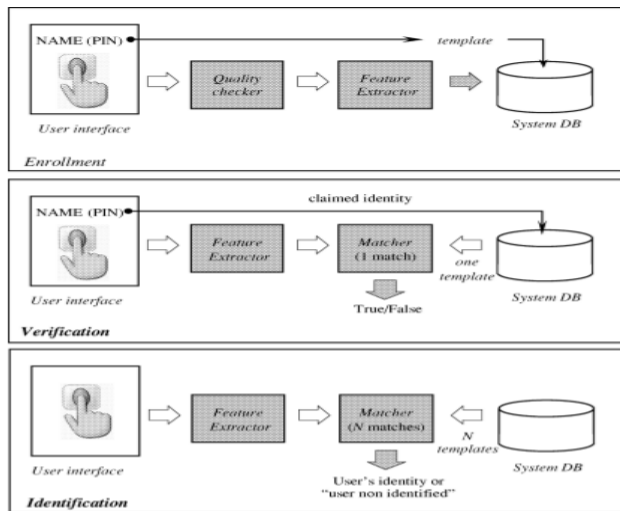 NAME (PIN)
template
Quality
checker
Feature
Extractor
User interface
System DB
Enrollment
NAME (PIN)
claimed identity
Feature
Extractor
Matcher
(1 match)
one
template
User interface
System DB
True/False
Verification
Feature
Extractor
Matcher
(N matches)
N
templates
User interface
System DB
User's identity or
"user non identified"
Identification